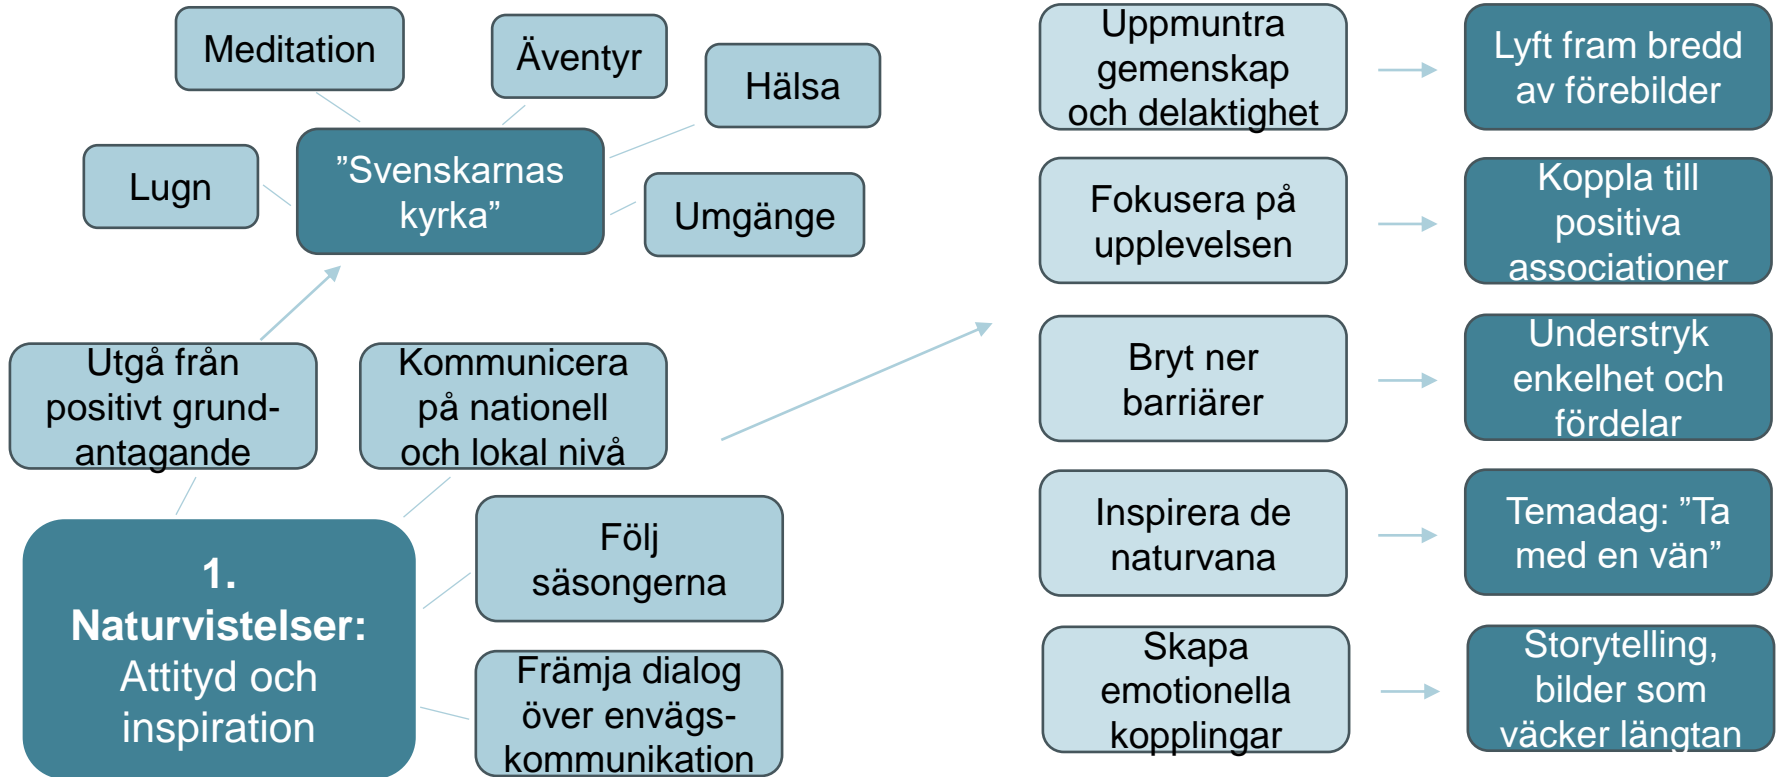 Meditation
Äventyr
Hälsa
Lugn
”Svenskarnas
kyrka”
Umgänge
Utgå från
positivt grund-
antagande
Kommunicera
på nationell
och lokal nivå
1.
Naturvistelser:
Attityd och
inspiration
Följ
säsongerna
Främja dialog
över envägs-
kommunikation
Uppmuntra
gemenskap
och delaktighet
Lyft fram bredd
av förebilder
Fokusera på
upplevelsen
Koppla till
positiva
associationer
Bryt ner
barriärer
Understryk
enkelhet och
fördelar
Inspirera de
naturvana
Temadag: ”Ta
med en vän”
Skapa
emotionella
kopplingar
Storytelling,
bilder som
väcker längtan